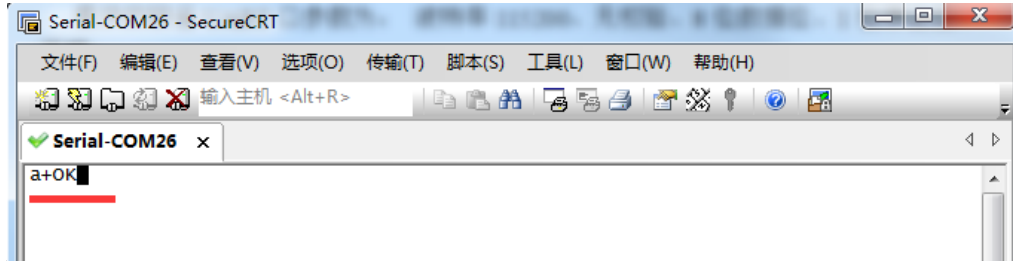 Serial-COM26 - SecureCRT
文件(F) 编辑(E) 查看(V) 选项(O) 传输(T) 脚本(S) 工具(L) 窗口(W) 帮助(H)
输入主机 <Alt+R>
Serial-COM26 x
a+OK